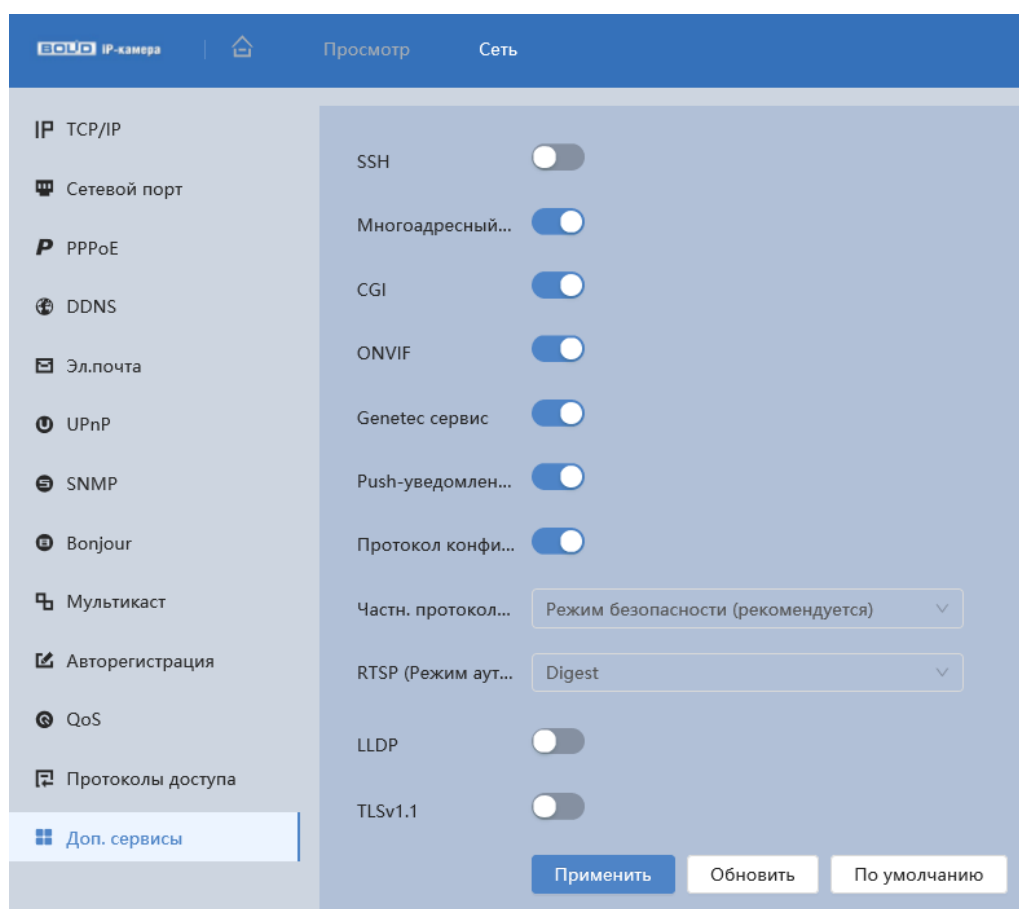 BOLID IP-камера
Просмотр
Сеть
TCP/IP
Сетевой порт
PPPoE
DDNS
Эл.почта
UPnP
SNMP
Bonjour
Мультикаст
Авторегистрация
QoS
Протоколы доступа
Доп. сервисы
SSH
Многоадресный...
CGI
ONVIF
Genetec сервис
Push-уведомлен...
Протокол конфи...
Частн. протокол... Режим безопасности (рекомендуется)
RTSP (Режим аут... Digest
LLDP
TLSv1.1
Применить Обновить По умолчанию